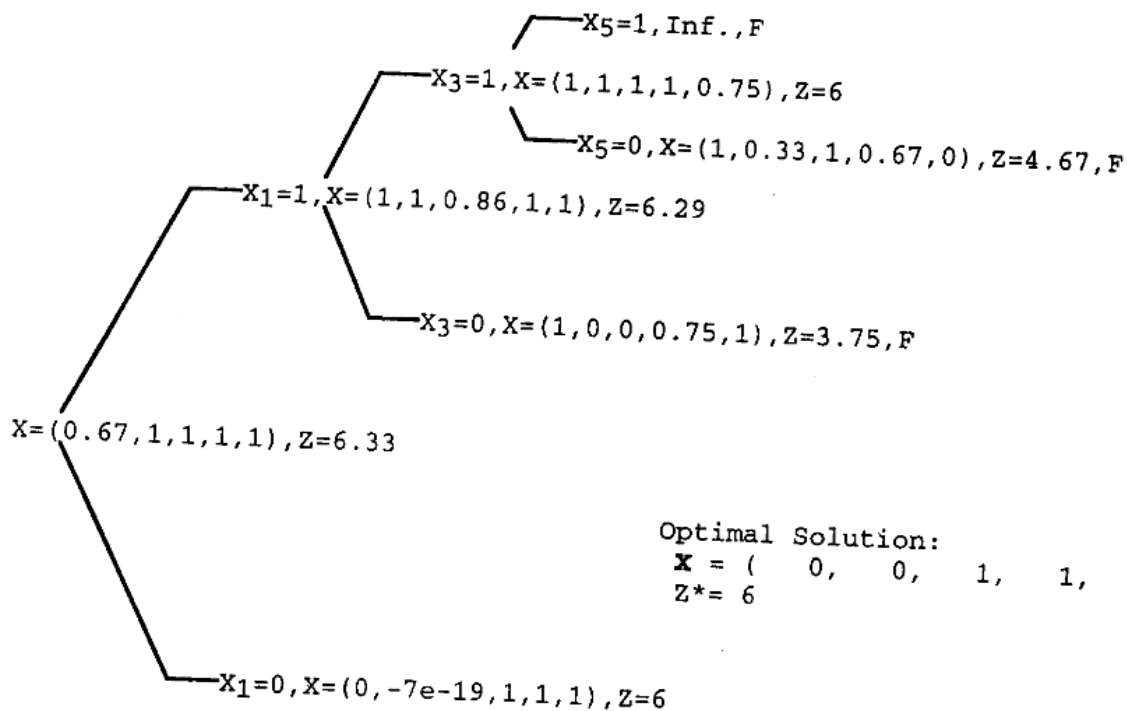 X5=1,Inf.,F
X3=1,X=(1,1,1,1,0.75),Z=6
X5=0,X=(1,0.33,1,0.67,0),Z=4.67,F
X1=1,X=(1,1,0.86,1,1),Z=6.29
X3=0,X=(1,0,0,0.75,1),Z=3.75,F
X=(0.67,1,1,1,1),Z=6.33
Optimal Solution:
X = ( 0, 0, 1, 1,
Z*= 6
X1=0,X=(0,-7e-19,1,1,1),Z=6